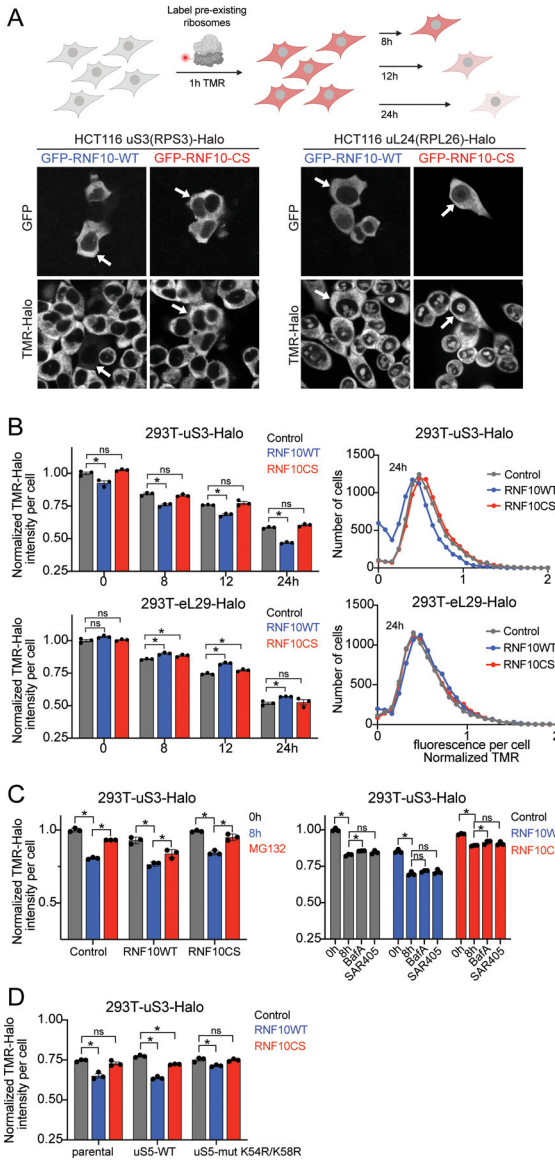 A
Label pre-existing
ribosomes
1h TMR
8h
12h
24h
HCT116 uS3(RPS3)-Halo
GFP-RNF10-WT GFP-RNF10-CS
GFP
TMR-Halo
HCT116 uL24(RPL26)-Halo
GFP-RNF10-WT GFP-RNF10-CS
GFP
TMR-Halo
B
293T-uS3-Halo
Control
RNF10WT
RNF10CS
Normalized TMR-Halo
intensity per cell
1.00
0.75
0.50
0.25
ns
*
ns
*
ns
*
ns
*
0 8 12 24h
293T-uS3-Halo
24h
Control
RNF10WT
RNF10CS
Number of cells
1500
1000
500
0
0 1 2
293T-eL29-Halo
Control
RNF10WT
RNF10CS
Normalized TMR-Halo
intensity per cell
1.00
0.75
0.50
0.25
ns
ns
*
*
*
*
ns
*
0 8 12 24h
293T-eL29-Halo
24h
Control
RNF10WT
RNF10CS
Number of cells
1500
1000
500
0
0 1 2
fluorescence per cell
Normalized TMR
C
293T-uS3-Halo
0h
8h
MG132
Normalized TMR-Halo
intensity per cell
1.00
0.75
0.50
0.25
* *
* *
* *
Control RNF10WT RNF10CS
293T-uS3-Halo
Control
RNF10W
RNF10C
1.00
0.75
0.50
0.25
* ns
*
* ns
ns
* ns
*
0h 8h BafA SAR405 0h 8h BafA SAR405 0h 8h BafA SAR405
D
293T-uS3-Halo
Control
RNF10WT
RNF10CS
Normalized TMR-Halo
intensity per cell
1.00
0.75
0.50
0.25
ns
*
*
*
ns
*
parental uS5-WT uS5-mut K54R/K58R